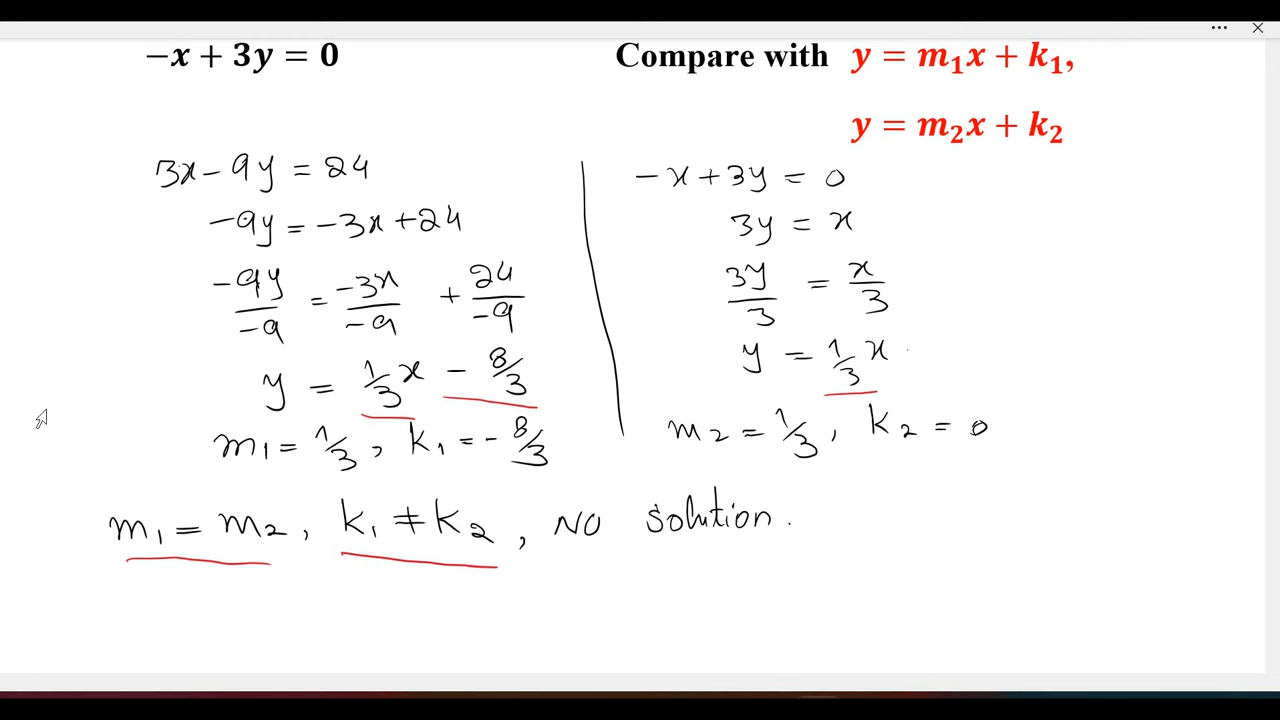 −x + 3y = 0
Compare with y = m₁x + k₁,
y = m₂x + k₂
3x − 9y = 24
−9y = −3x + 24
−9y/−9 = −3x/−9 + 24/−9
y = 1/3 x − 8/3
m₁ = 1/3, k₁ = −8/3
−x + 3y = 0
3y = x
3y/3 = x/3
y = 1/3 x
m₂ = 1/3, k₂ = 0
m₁ = m₂, k₁ ≠ k₂, NO solution.